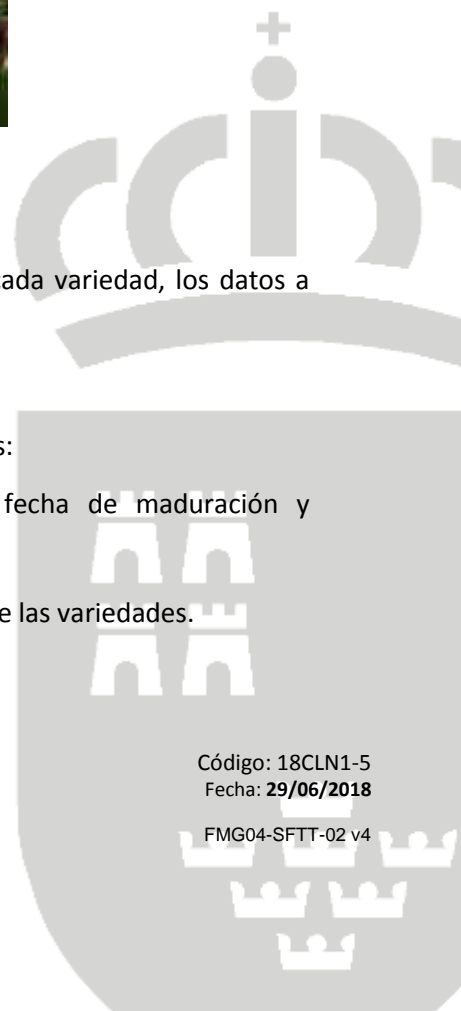 cada variedad, los datos a
s:
fecha de maduración y
e las variedades.
Código: 18CLN1-5
Fecha: 29/06/2018
FMG04-SFTT-02 v4